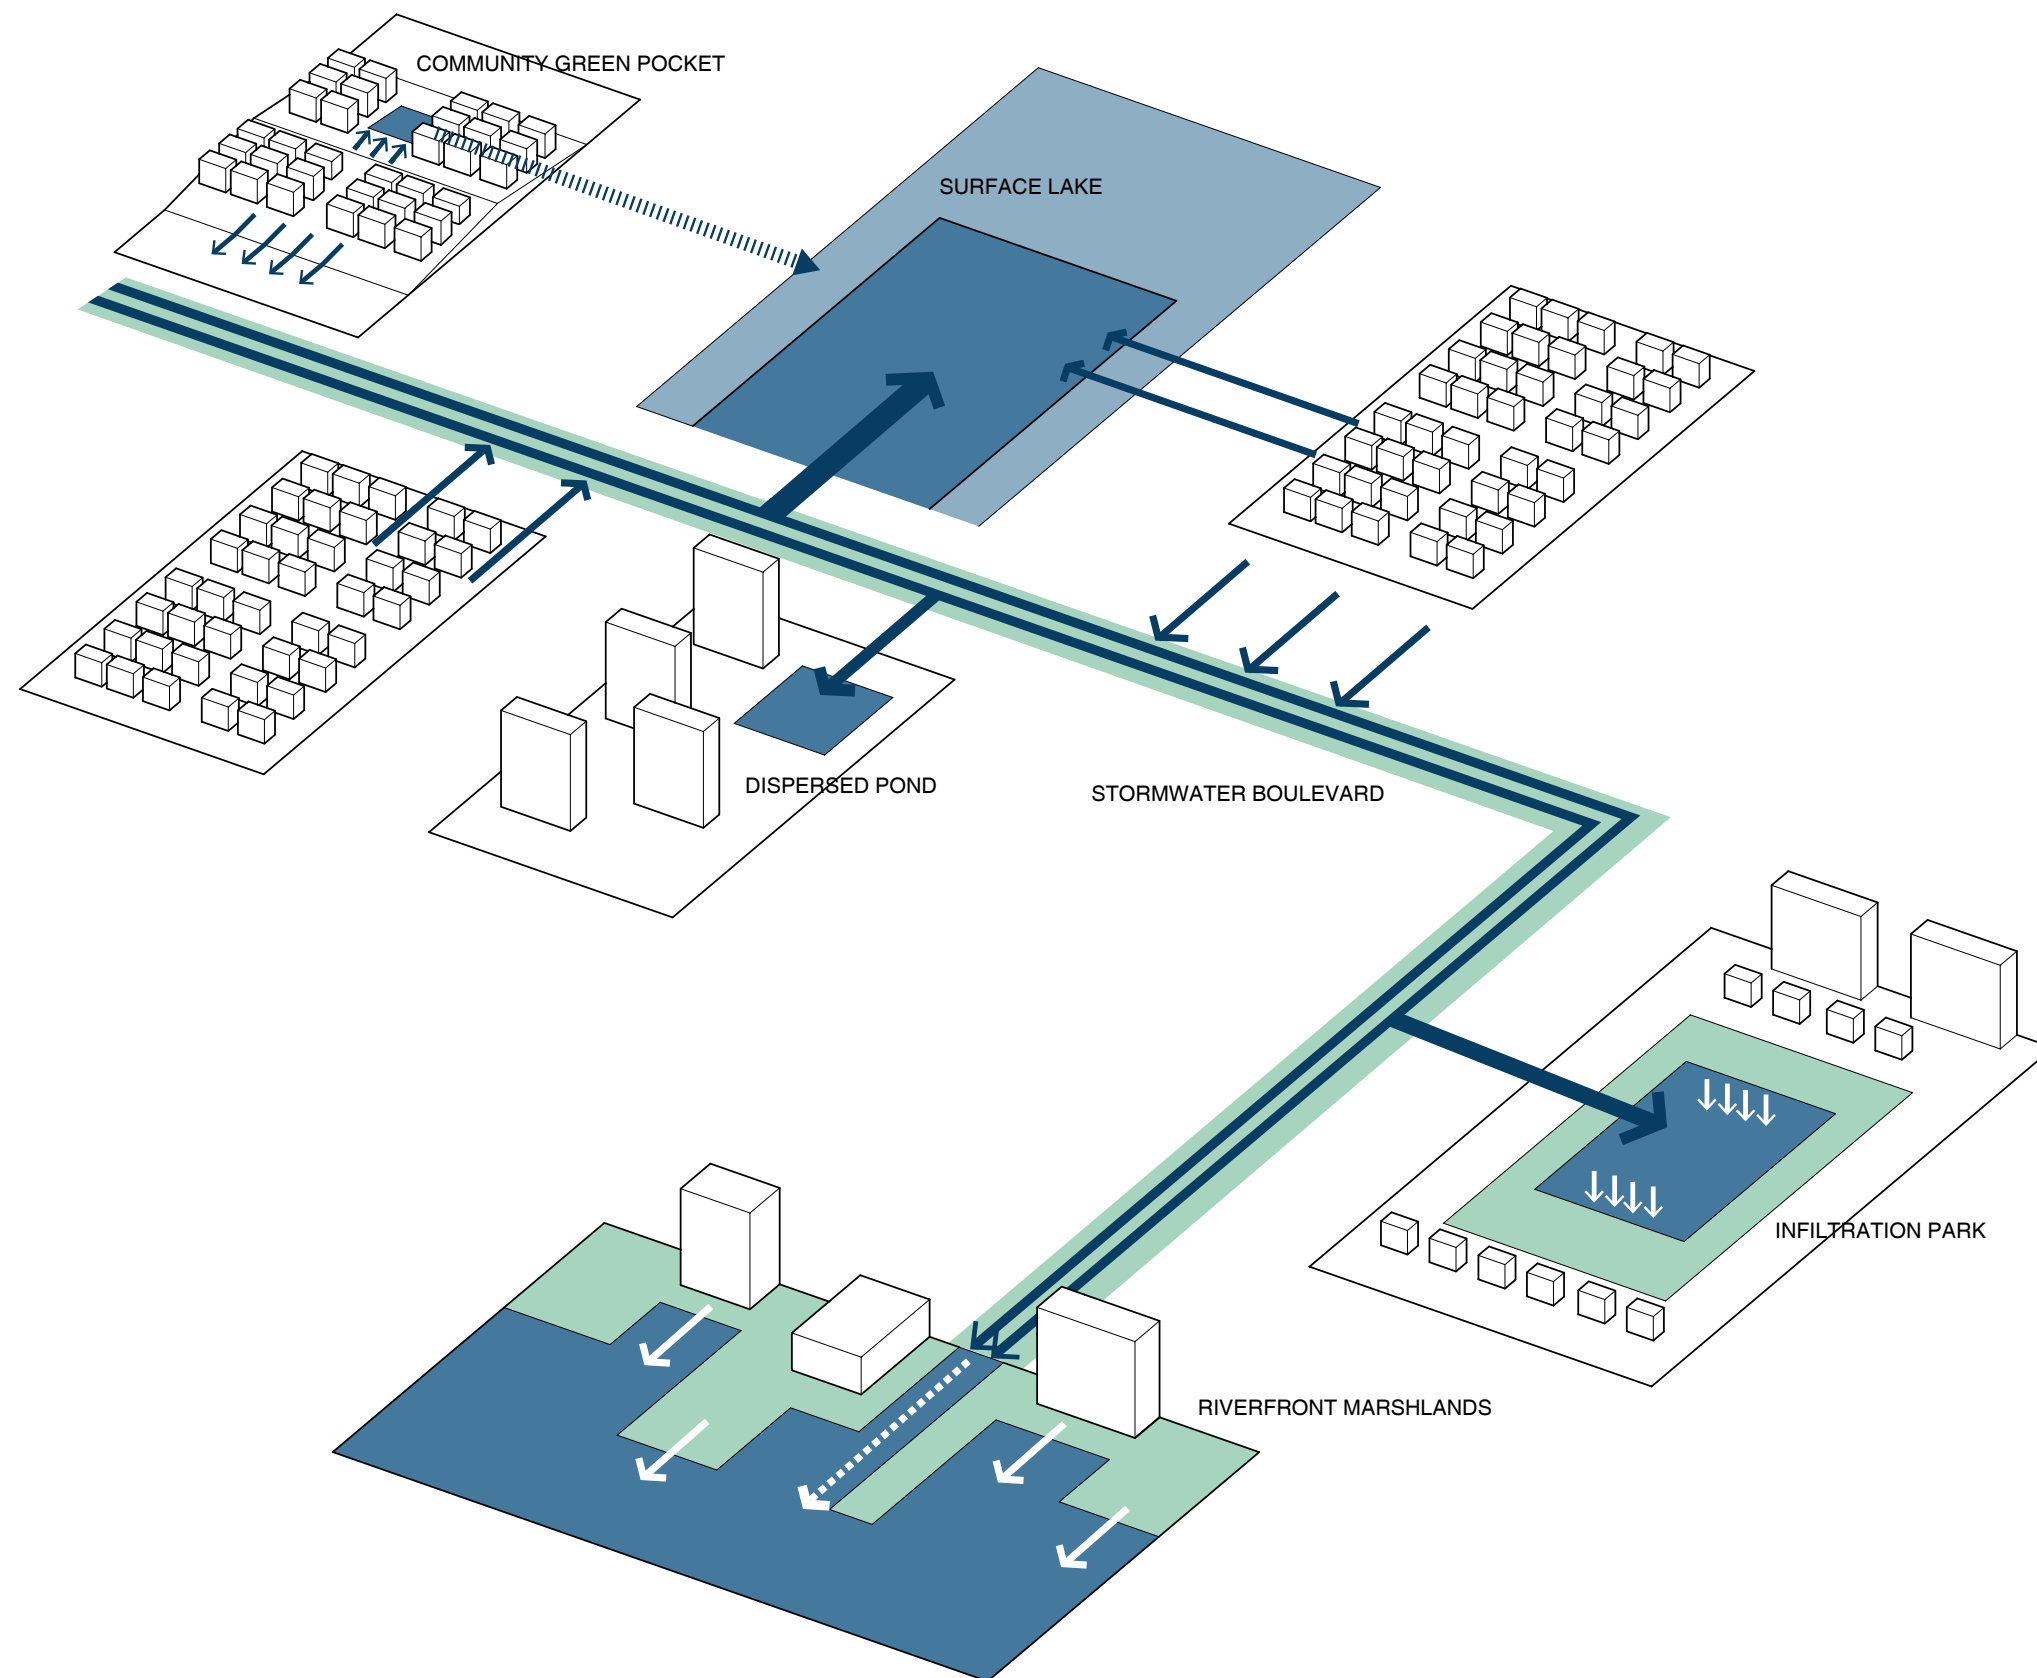 COMMUNITY GREEN POCKET
SURFACE LAKE
DISPERSED POND
STORMWATER BOULEVARD
INFILTRATION PARK
RIVERFRONT MARSHLANDS